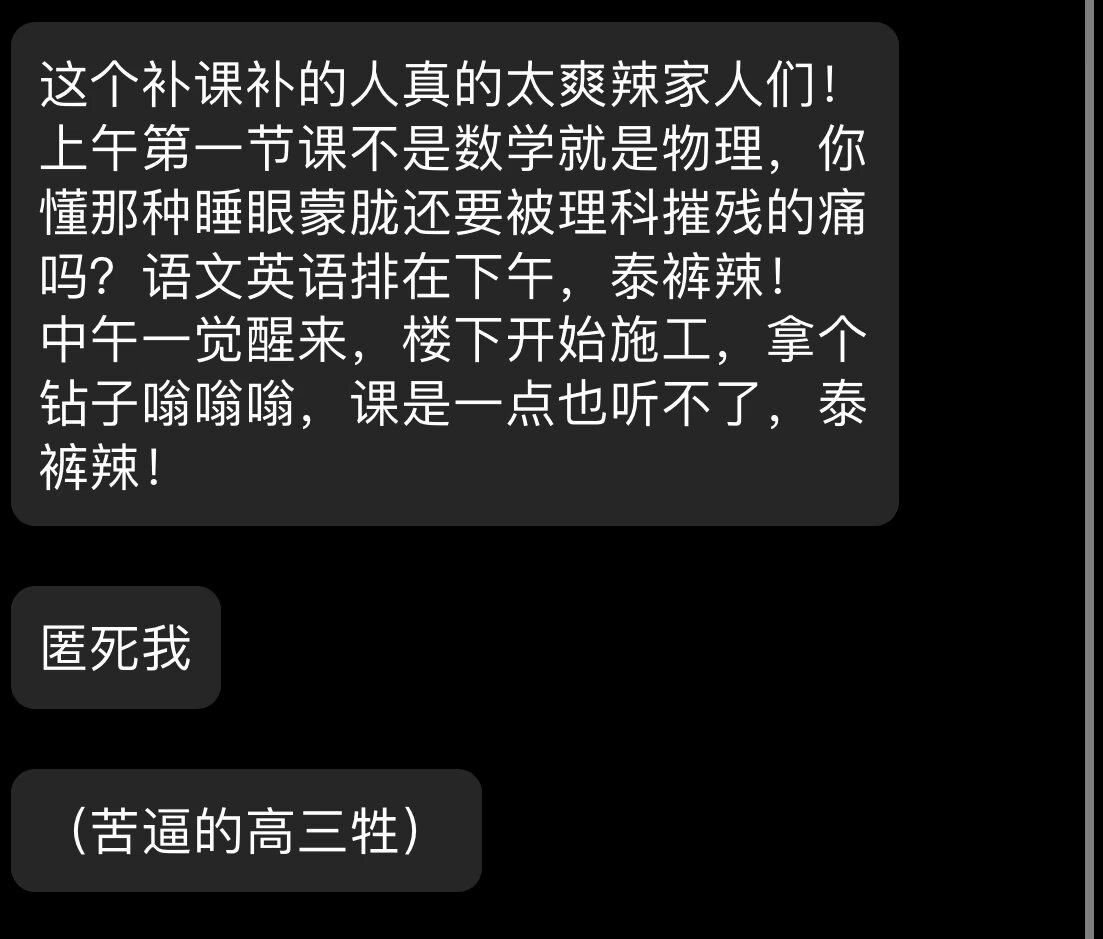 这个补课补的人真的太爽辣家人们！
上午第一节课不是数学就是物理，你
懂那种睡眼蒙胧还要被理科摧残的痛
吗？语文英语排在下午，泰裤辣！
中午一觉醒来，楼下开始施工，拿个
钻子嗡嗡嗡，课是一点也听不了，泰
裤辣！
匿死我
（苦逼的高三牲）